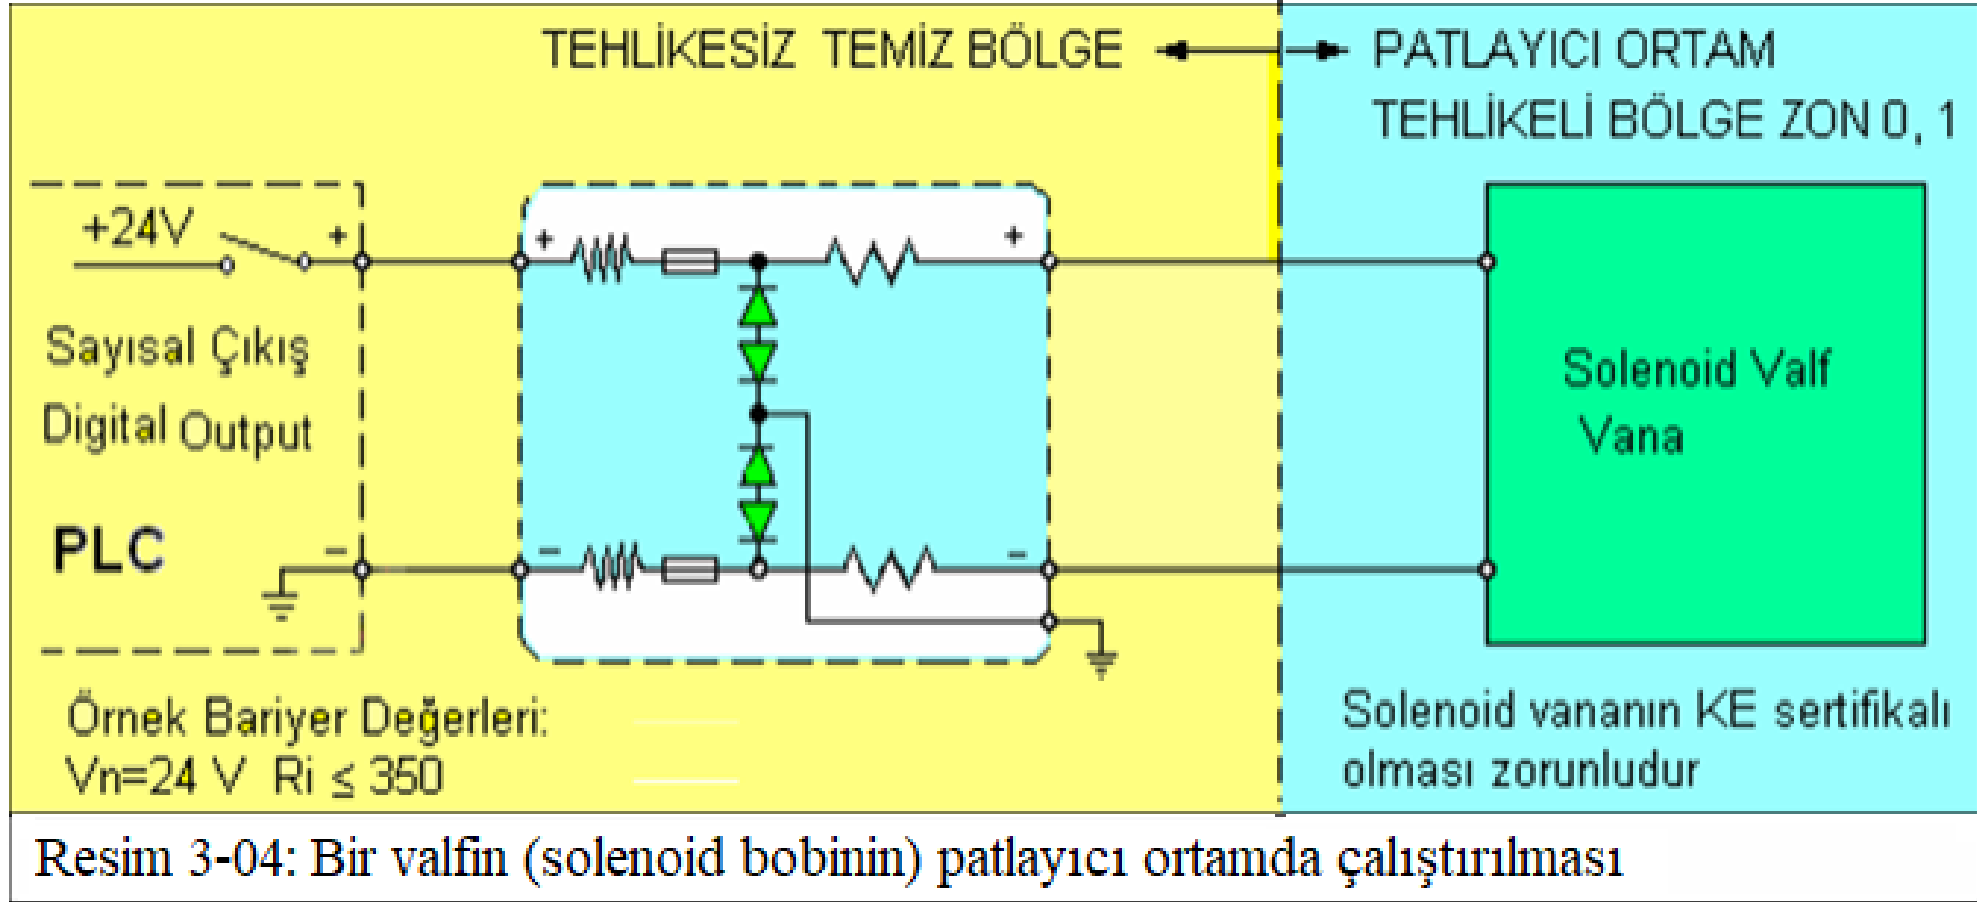 TEHLİKESİZ TEMİZ BÖLGE
PATLAYICI ORTAM
TEHLİKELİ BÖLGE ZON 0, 1
+24V
+
+
+
Sayısal Çıkış
Digital Output
PLC
-
-
-
Solenoid Valf
Vana
Örnek Bariyer Değerleri:
Vn=24 V Ri ≤ 350
Solenoid vananın KE sertifikalı
olması zorunludur
Resim 3-04: Bir valfin (solenoid bobinin) patlayıcı ortamda çalıştırılması